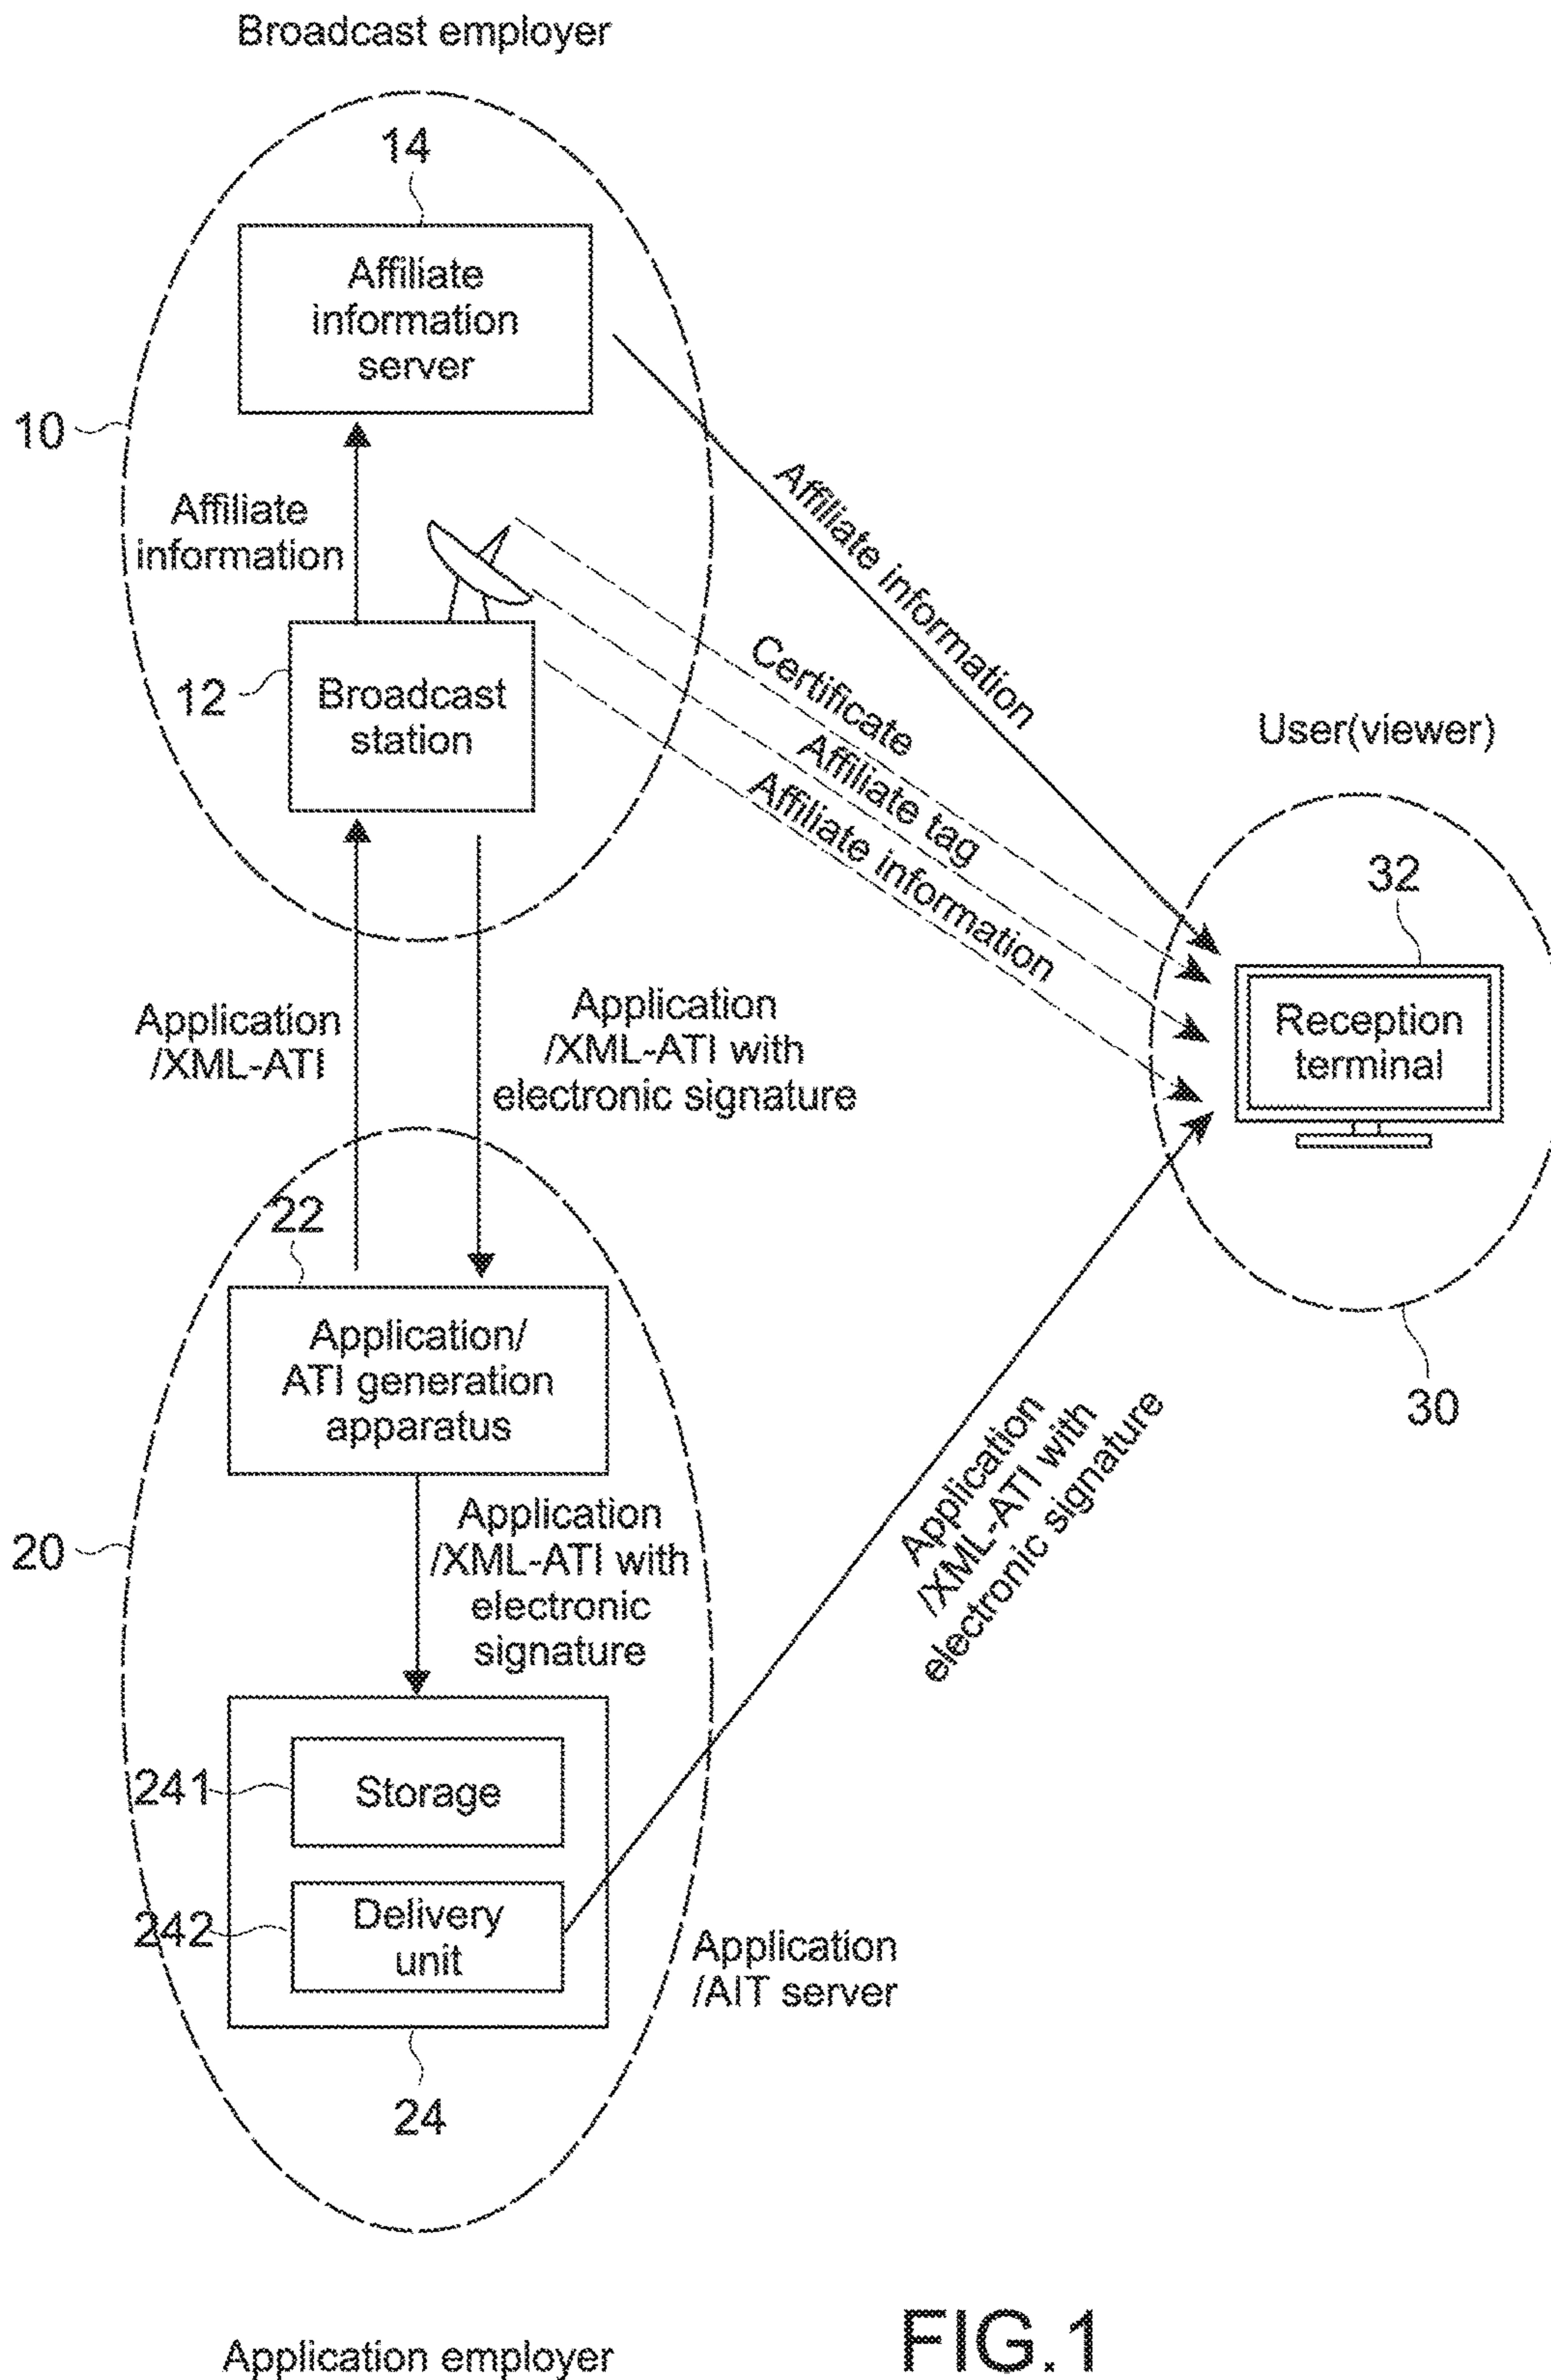 Broadcast employer
14
Affiliate
information
server
10
Affiliate
information
12
Broadcast
station
Affiliate information
Certificate
Affiliate tag
Affiliate information
User(viewer)
32
Reception
terminal
30
Application
/XML-ATI
Application
/XML-ATI with
electronic signature
22
Application/
ATI generation
apparatus
20
Application
/XML-ATI with
electronic
signature
Application
/XML-ATI with
electronic signature
241
Storage
242
Delivery
unit
Application
/AIT server
24
Application employer
FIG.1